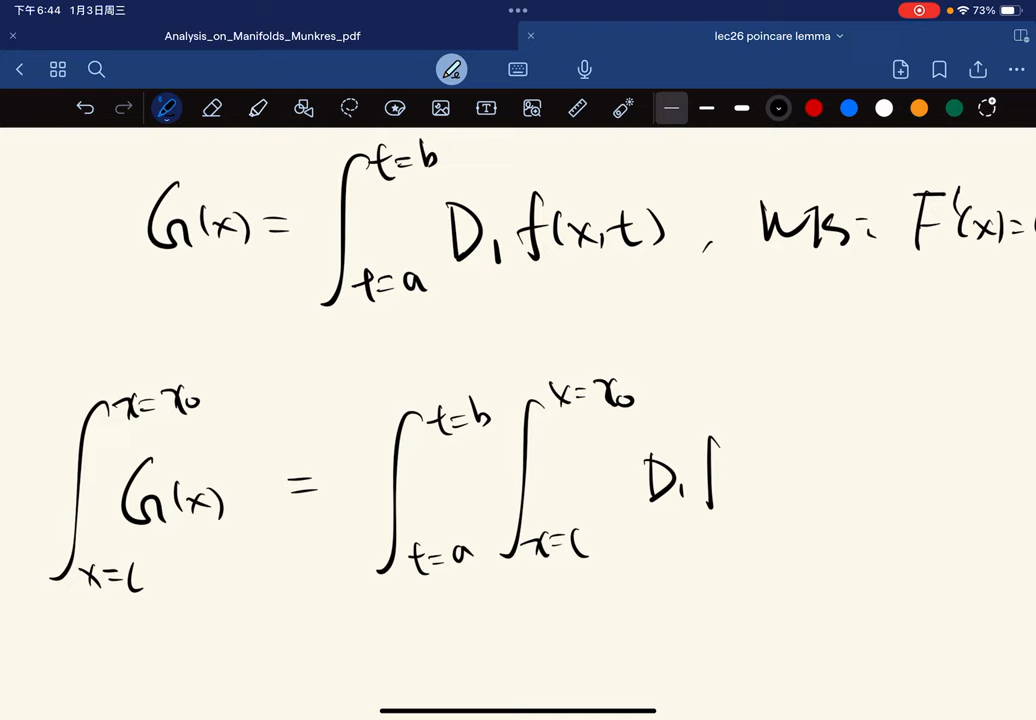 下午6:44 1月3日周三 73%
Analysis_on_Manifolds_Munkres_pdf
lec26 poincare lemma
G(x) = ∫_{t=a}^{t=b} D₁ f(x,t) , WTS: F'(x)=
∫_{x=c}^{x=x₀} G(x) = ∫_{t=a}^{t=b} ∫_{x=c}^{x=x₀} D₁ f